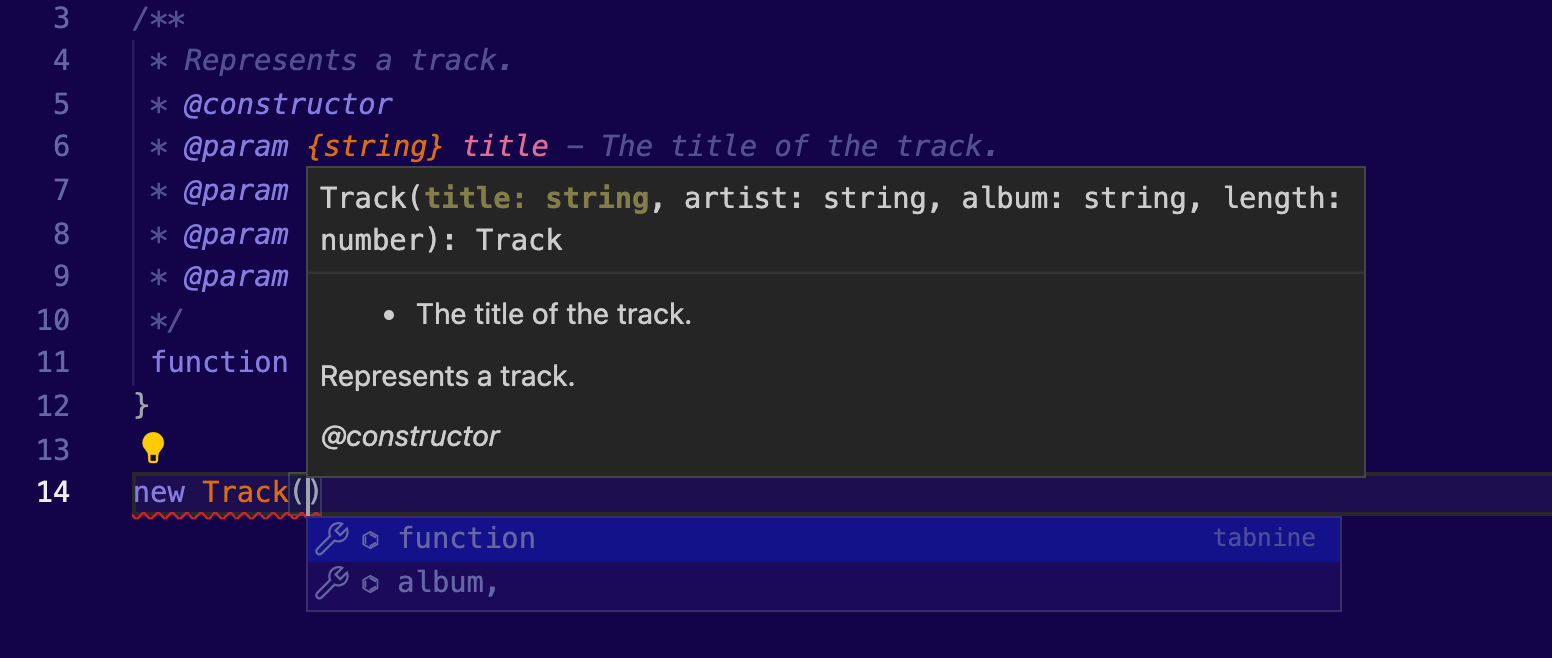 3 /**
4 * Represents a track.
5 * @constructor
6 * @param {string} title - The title of the track.
7 * @param
8 * @param
9 * @param
10 */
11 function
12 }
13
14 new Track()
Track(title: string, artist: string, album: string, length:
number): Track
• The title of the track.
Represents a track.
@constructor
function tabnine
album,